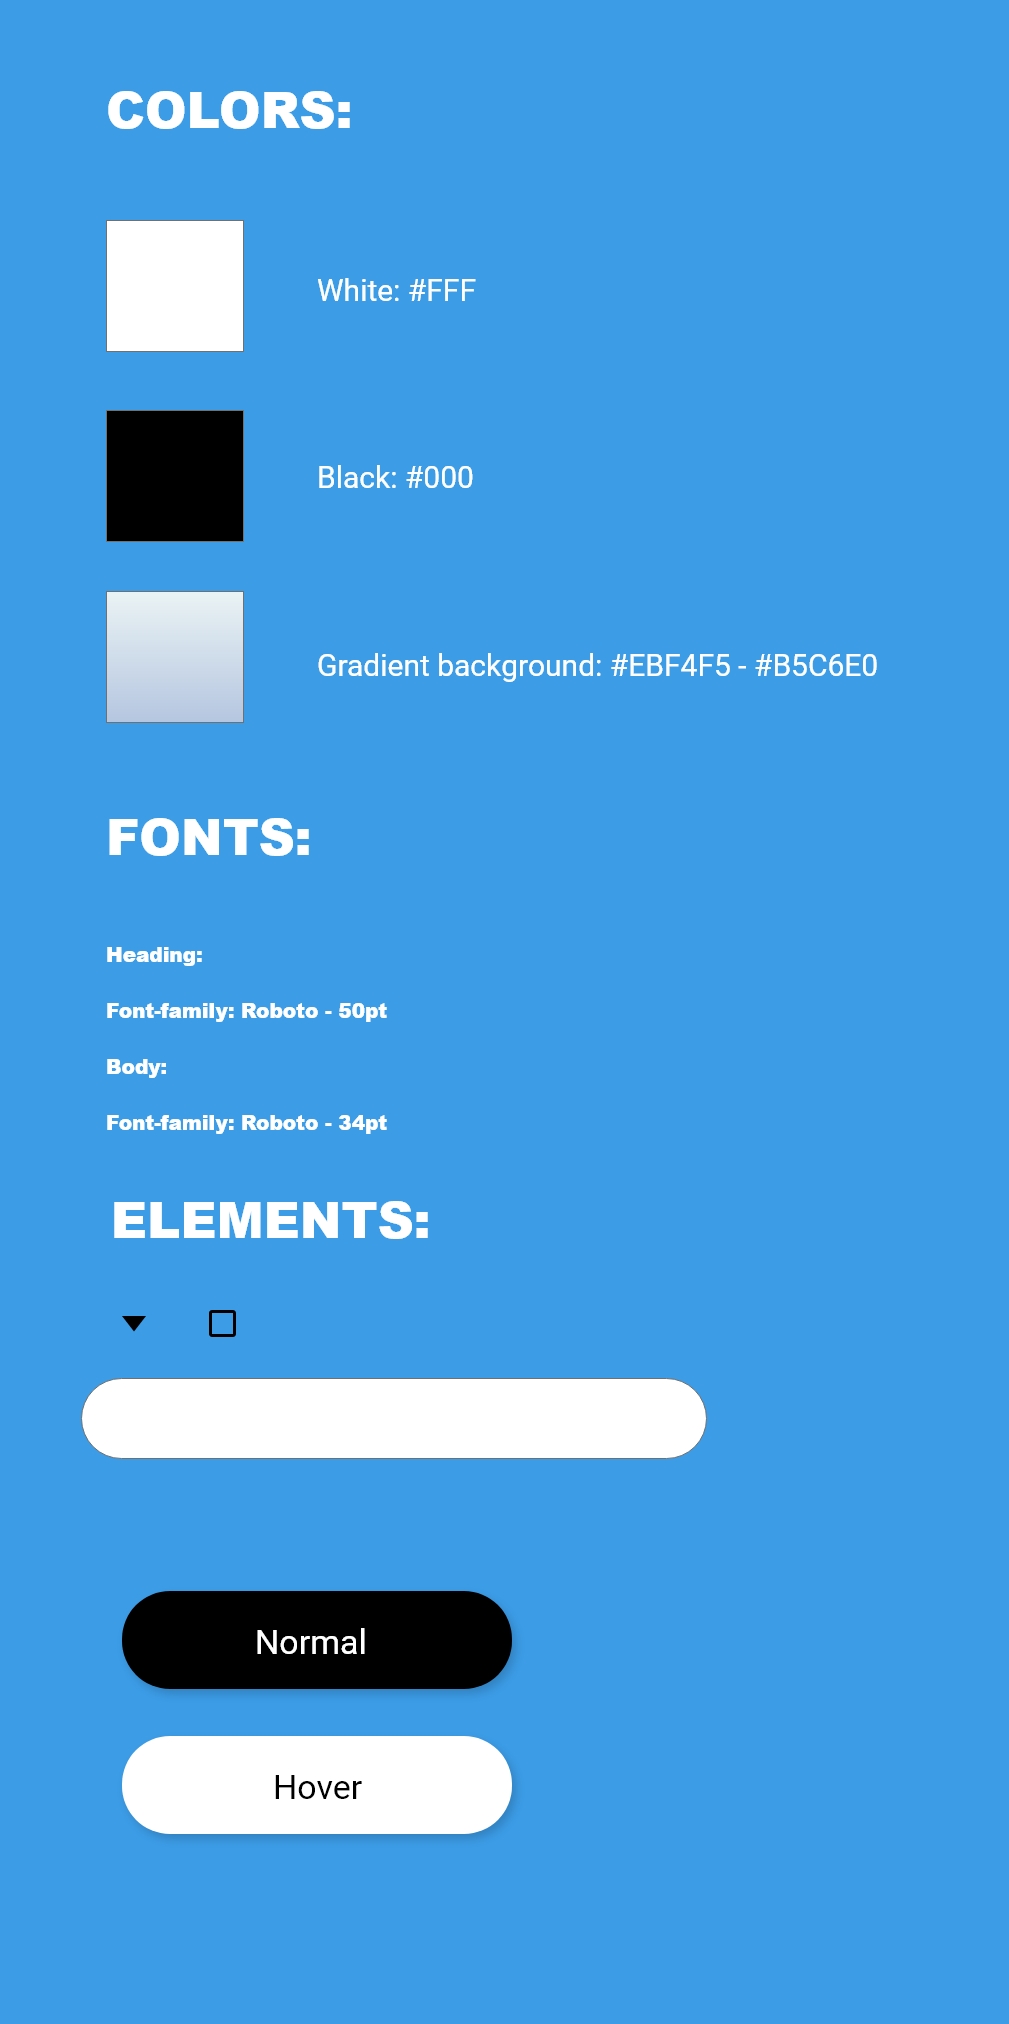 COLORS:
White: #FFF
Black: #000
Gradient background: #EBF4F5 - #B5C6E0
FONTS:
Heading:
Font-family: Roboto - 50pt
Body:
Font-family: Roboto - 34pt
ELEMENTS:
Normal
Hover